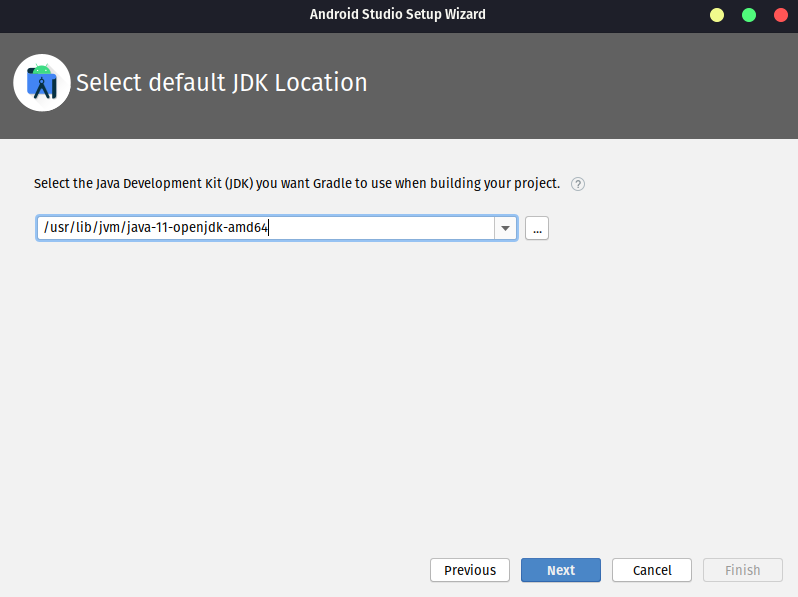 Android Studio Setup Wizard
Select default JDK Location
Select the Java Development Kit (JDK) you want Gradle to use when building your project. ?
/usr/lib/jvm/java-11-openjdk-amd64 ...
Previous Next Cancel Finish